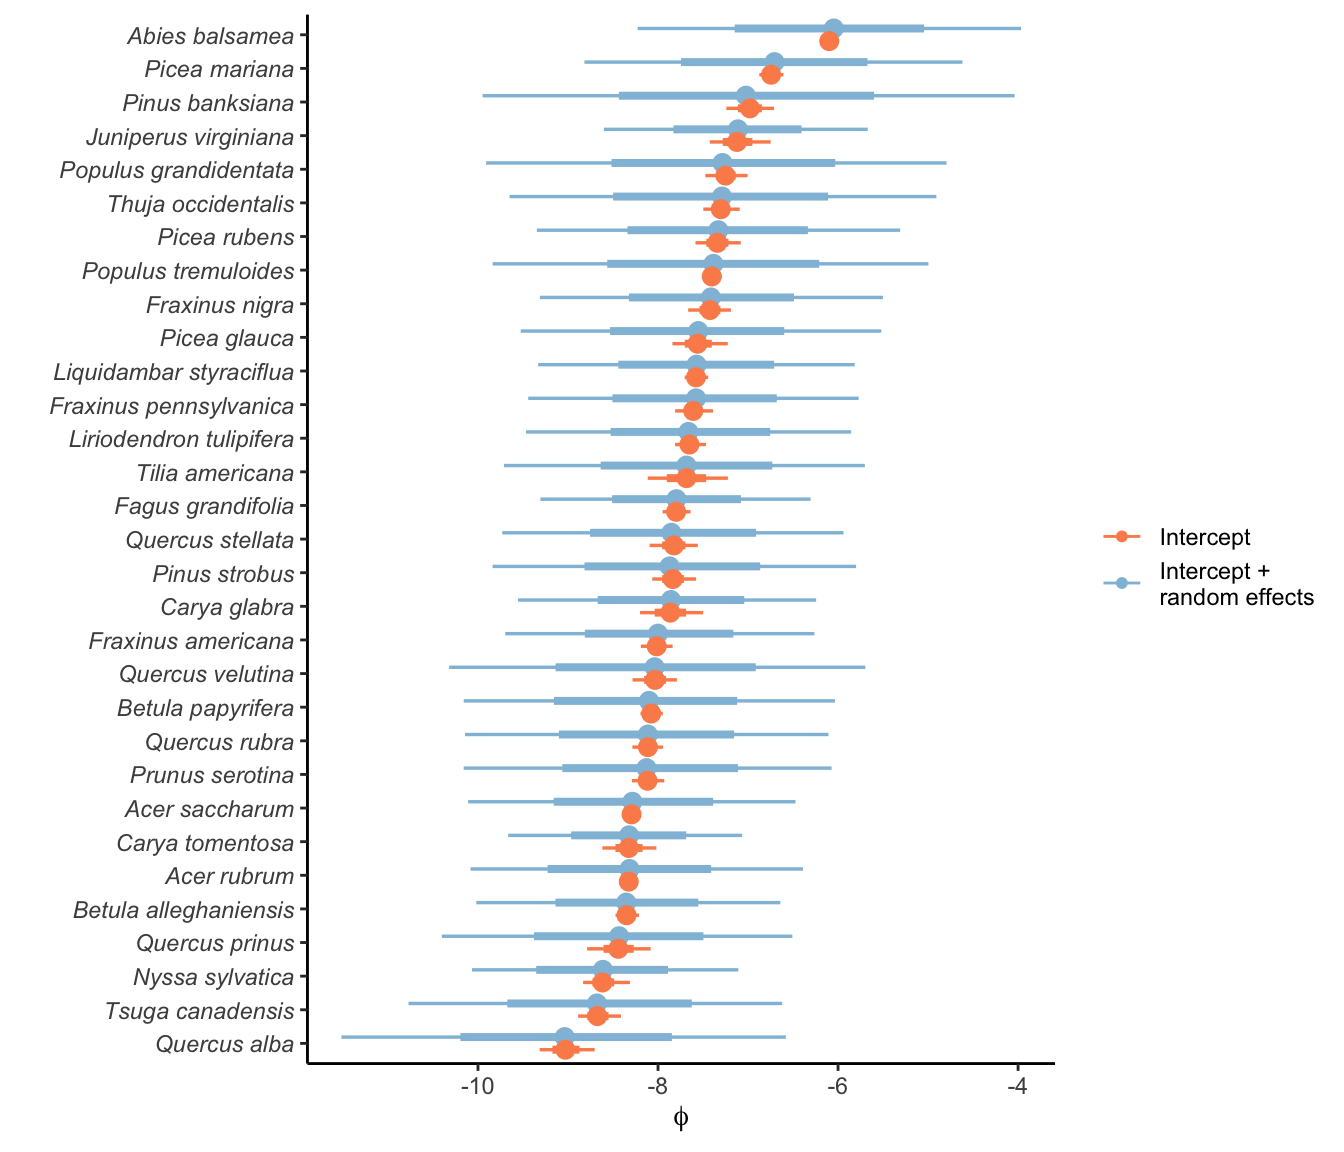 Abies balsamea
Picea mariana
Pinus banksiana
Juniperus virginiana
Populus grandidentata
Thuja occidentalis
Picea rubens
Populus tremuloides
Fraxinus nigra
Picea glauca
Liquidambar styraciflua
Fraxinus pennsylvanica
Liriodendron tulipifera
Tilia americana
Fagus grandifolia
Quercus stellata
Pinus strobus
Carya glabra
Fraxinus americana
Quercus velutina
Betula papyrifera
Quercus rubra
Prunus serotina
Acer saccharum
Carya tomentosa
Acer rubrum
Betula alleghaniensis
Quercus prinus
Nyssa sylvatica
Tsuga canadensis
Quercus alba
-10 -8 -6 -4
ϕ
Intercept
Intercept +
random effects